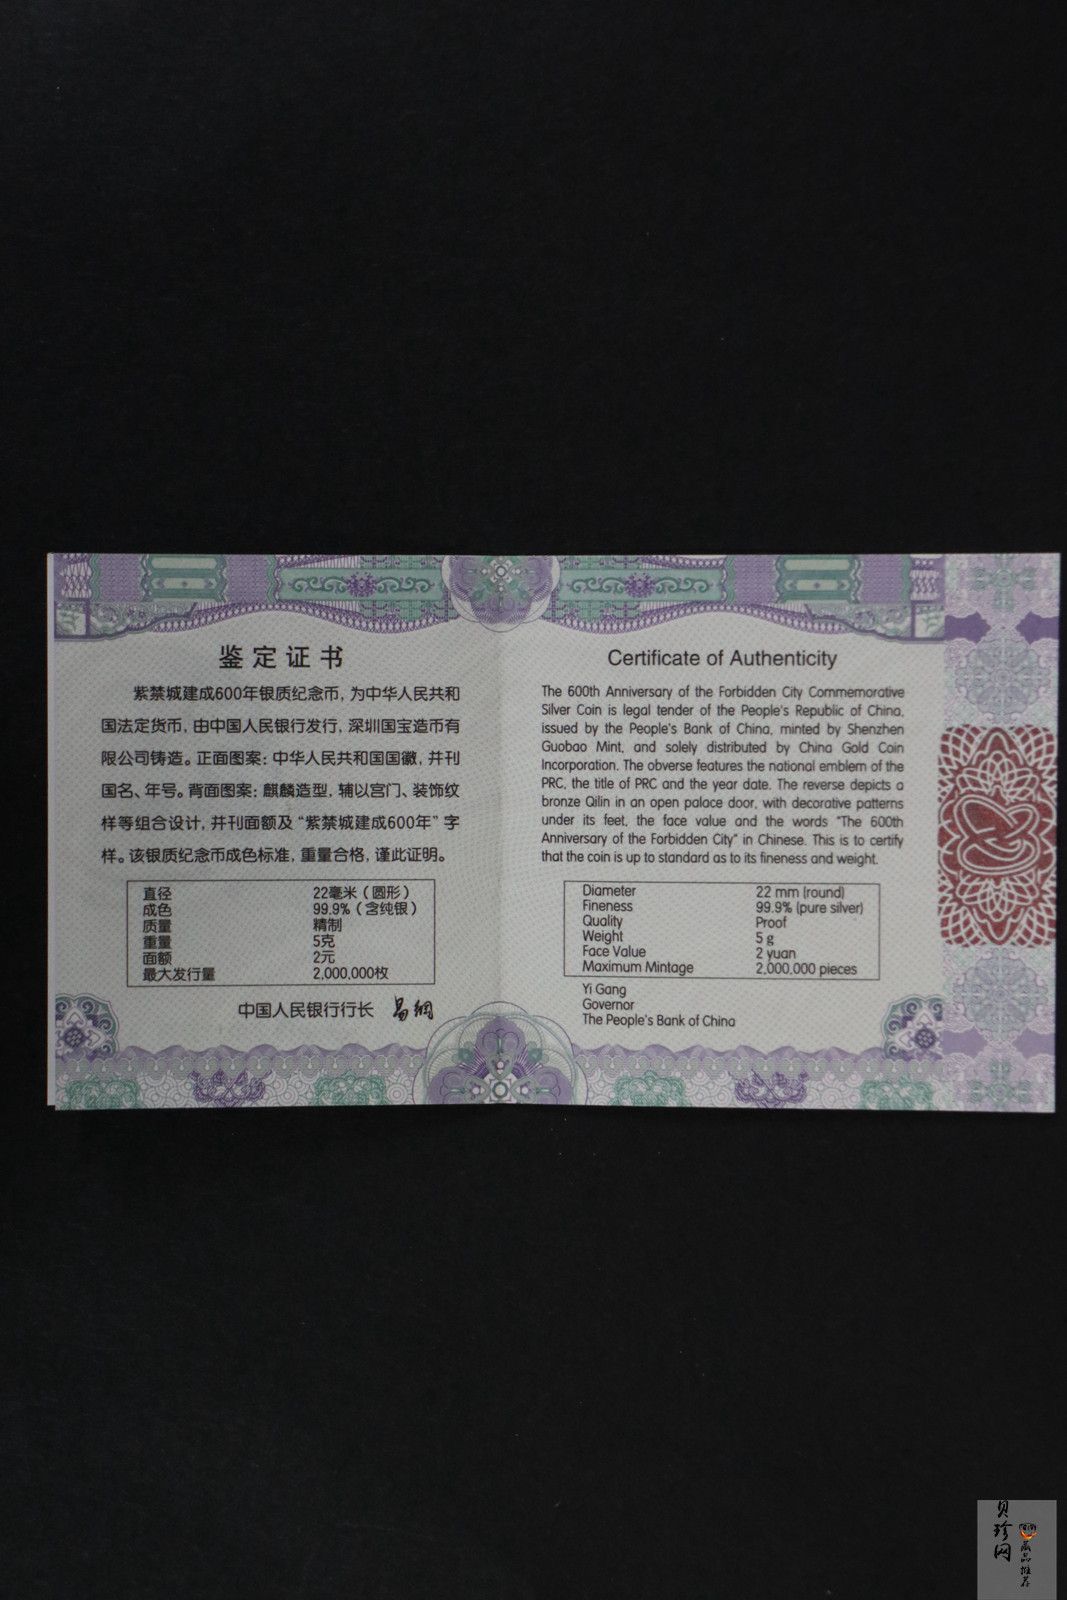 鉴定证书
紫禁城建成600年银质纪念币，为中华人民共和
国法定货币，由中国人民银行发行，深圳国宝造币有
限公司铸造。正面图案：中华人民共和国国徽，并刊
国名、年号。背面图案：麒麟造型，辅以宫门、装饰纹
样等组合设计，并刊面额及“紫禁城建成600年”字
样。该银质纪念币成色标准，重量合格，谨此证明。
直径 22毫米（圆形）
成色 99.9%（含纯银）
质量 精制
重量 5克
面额 2元
最大发行量 2,000,000枚
中国人民银行行长 易纲
Certificate of Authenticity
The 600th Anniversary of the Forbidden City Commemorative
Silver Coin is legal tender of the People's Republic of China,
issued by the People's Bank of China, minted by Shenzhen
Guobao Mint, and solely distributed by China Gold Coin
Incorporation. The obverse features the national emblem of the
PRC, the title of PRC and the year date. The reverse depicts a
bronze Qilin in an open palace door, with decorative patterns
under its feet, the face value and the words "The 600th
Anniversary of the Forbidden City" in Chinese. This is to certify
that the coin is up to standard as to its fineness and weight.
Diameter 22 mm (round)
Fineness 99.9% (pure silver)
Quality Proof
Weight 5 g
Face Value 2 yuan
Maximum Mintage 2,000,000 pieces
Yi Gang
Governor
The People's Bank of China
贝珍网
藏品推荐